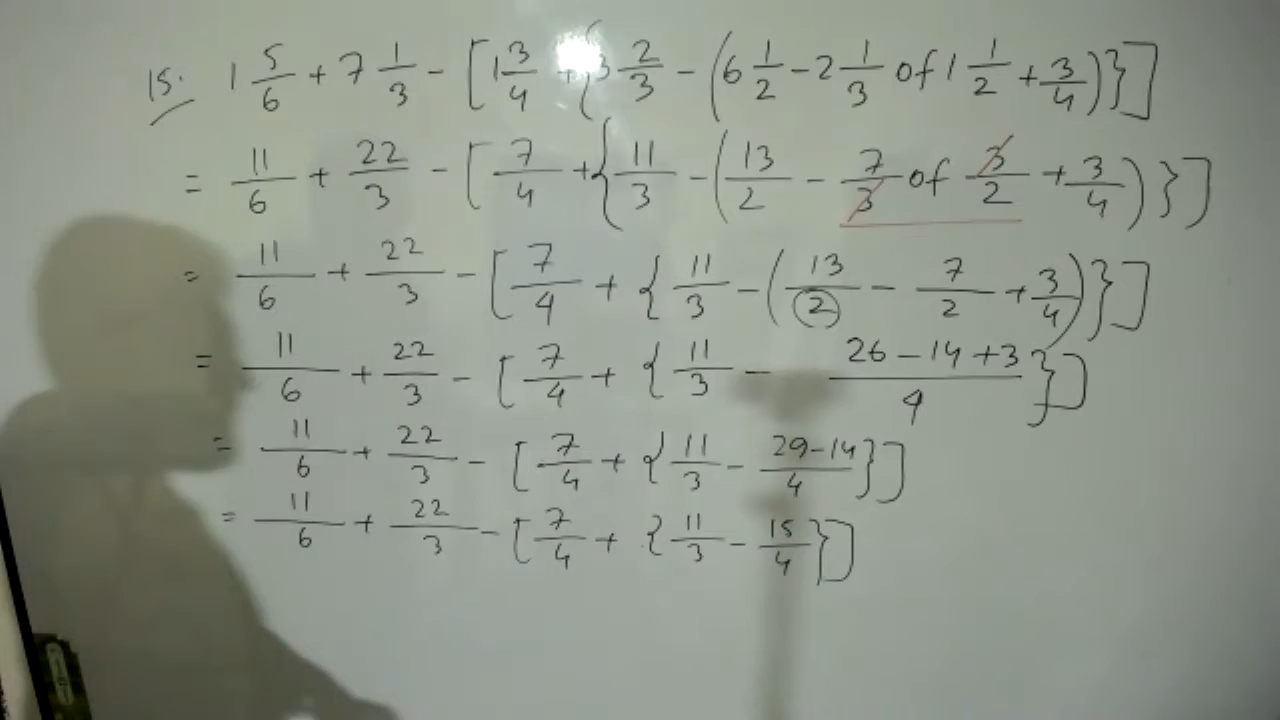 15. 1 5/6 + 7 1/3 - [1 3/4 + {3 2/3 - (6 1/2 - 2 1/3 of 1 1/2 + 3/4)}]
= 11/6 + 22/3 - [7/4 + {11/3 - (13/2 - 7/3 of 3/2 + 3/4)}]
= 11/6 + 22/3 - [7/4 + {11/3 - (13/2 - 7/2 + 3/4)}]
= 11/6 + 22/3 - [7/4 + {11/3 - (26 - 14 + 3)/4}]
= 11/6 + 22/3 - [7/4 + {11/3 - (29 - 14)/4}]
= 11/6 + 22/3 - [7/4 + {11/3 - 15/4}]